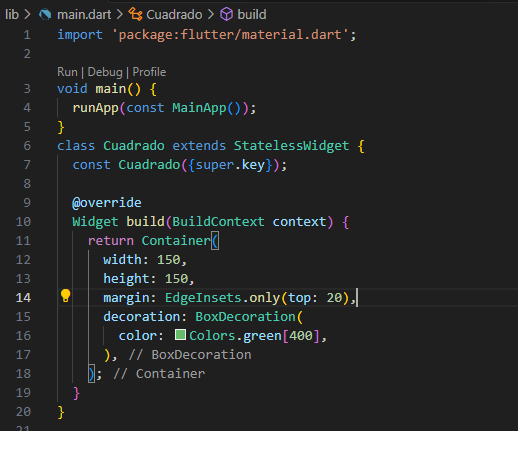 lib > main.dart > Cuadrado > build
1 import 'package:flutter/material.dart';
2
Run | Debug | Profile
3 void main() {
4   runApp(const MainApp());
5 }
6 class Cuadrado extends StatelessWidget {
7   const Cuadrado({super.key});
8
9   @override
10   Widget build(BuildContext context) {
11     return Container(
12       width: 150,
13       height: 150,
14       margin: EdgeInsets.only(top: 20),
15       decoration: BoxDecoration(
16         color: Colors.green[400],
17       ), // BoxDecoration
18     ); // Container
19   }
20 }
21